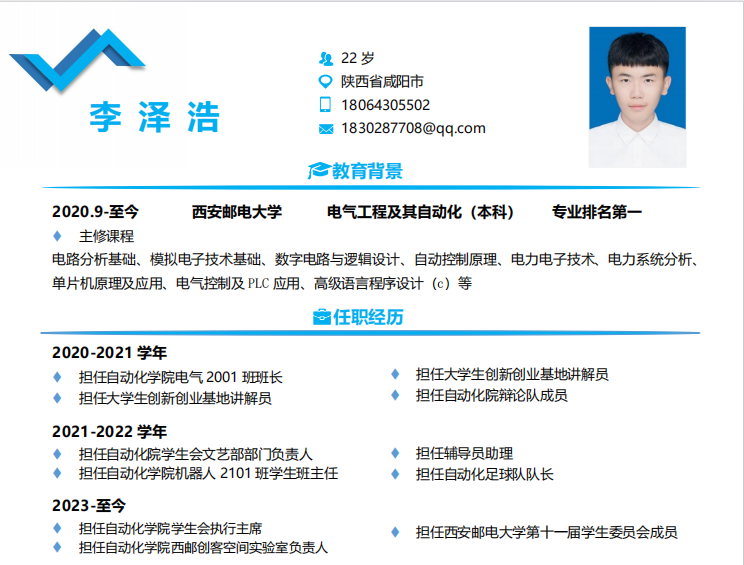 李泽浩
22 岁
陕西省咸阳市
18064305502
1830287708@qq.com
教育背景
2020.9-至今 西安邮电大学 电气工程及其自动化（本科） 专业排名第一
主修课程
电路分析基础、模拟电子技术基础、数字电路与逻辑设计、自动控制原理、电力电子技术、电力系统分析、
单片机原理及应用、电气控制及 PLC 应用、高级语言程序设计（c）等
任职经历
2020-2021 学年
担任自动化学院电气 2001 班班长
担任大学生创新创业基地讲解员
担任大学生创新创业基地讲解员
担任自动化院辩论队成员
2021-2022 学年
担任自动化院学生会文艺部部门负责人
担任辅导员助理
担任自动化学院机器人 2101 班学生班主任
担任自动化足球队队长
2023-至今
担任自动化学院学生会执行主席
担任西安邮电大学第十一届学生委员会成员
担任自动化学院西邮创客空间实验室负责人